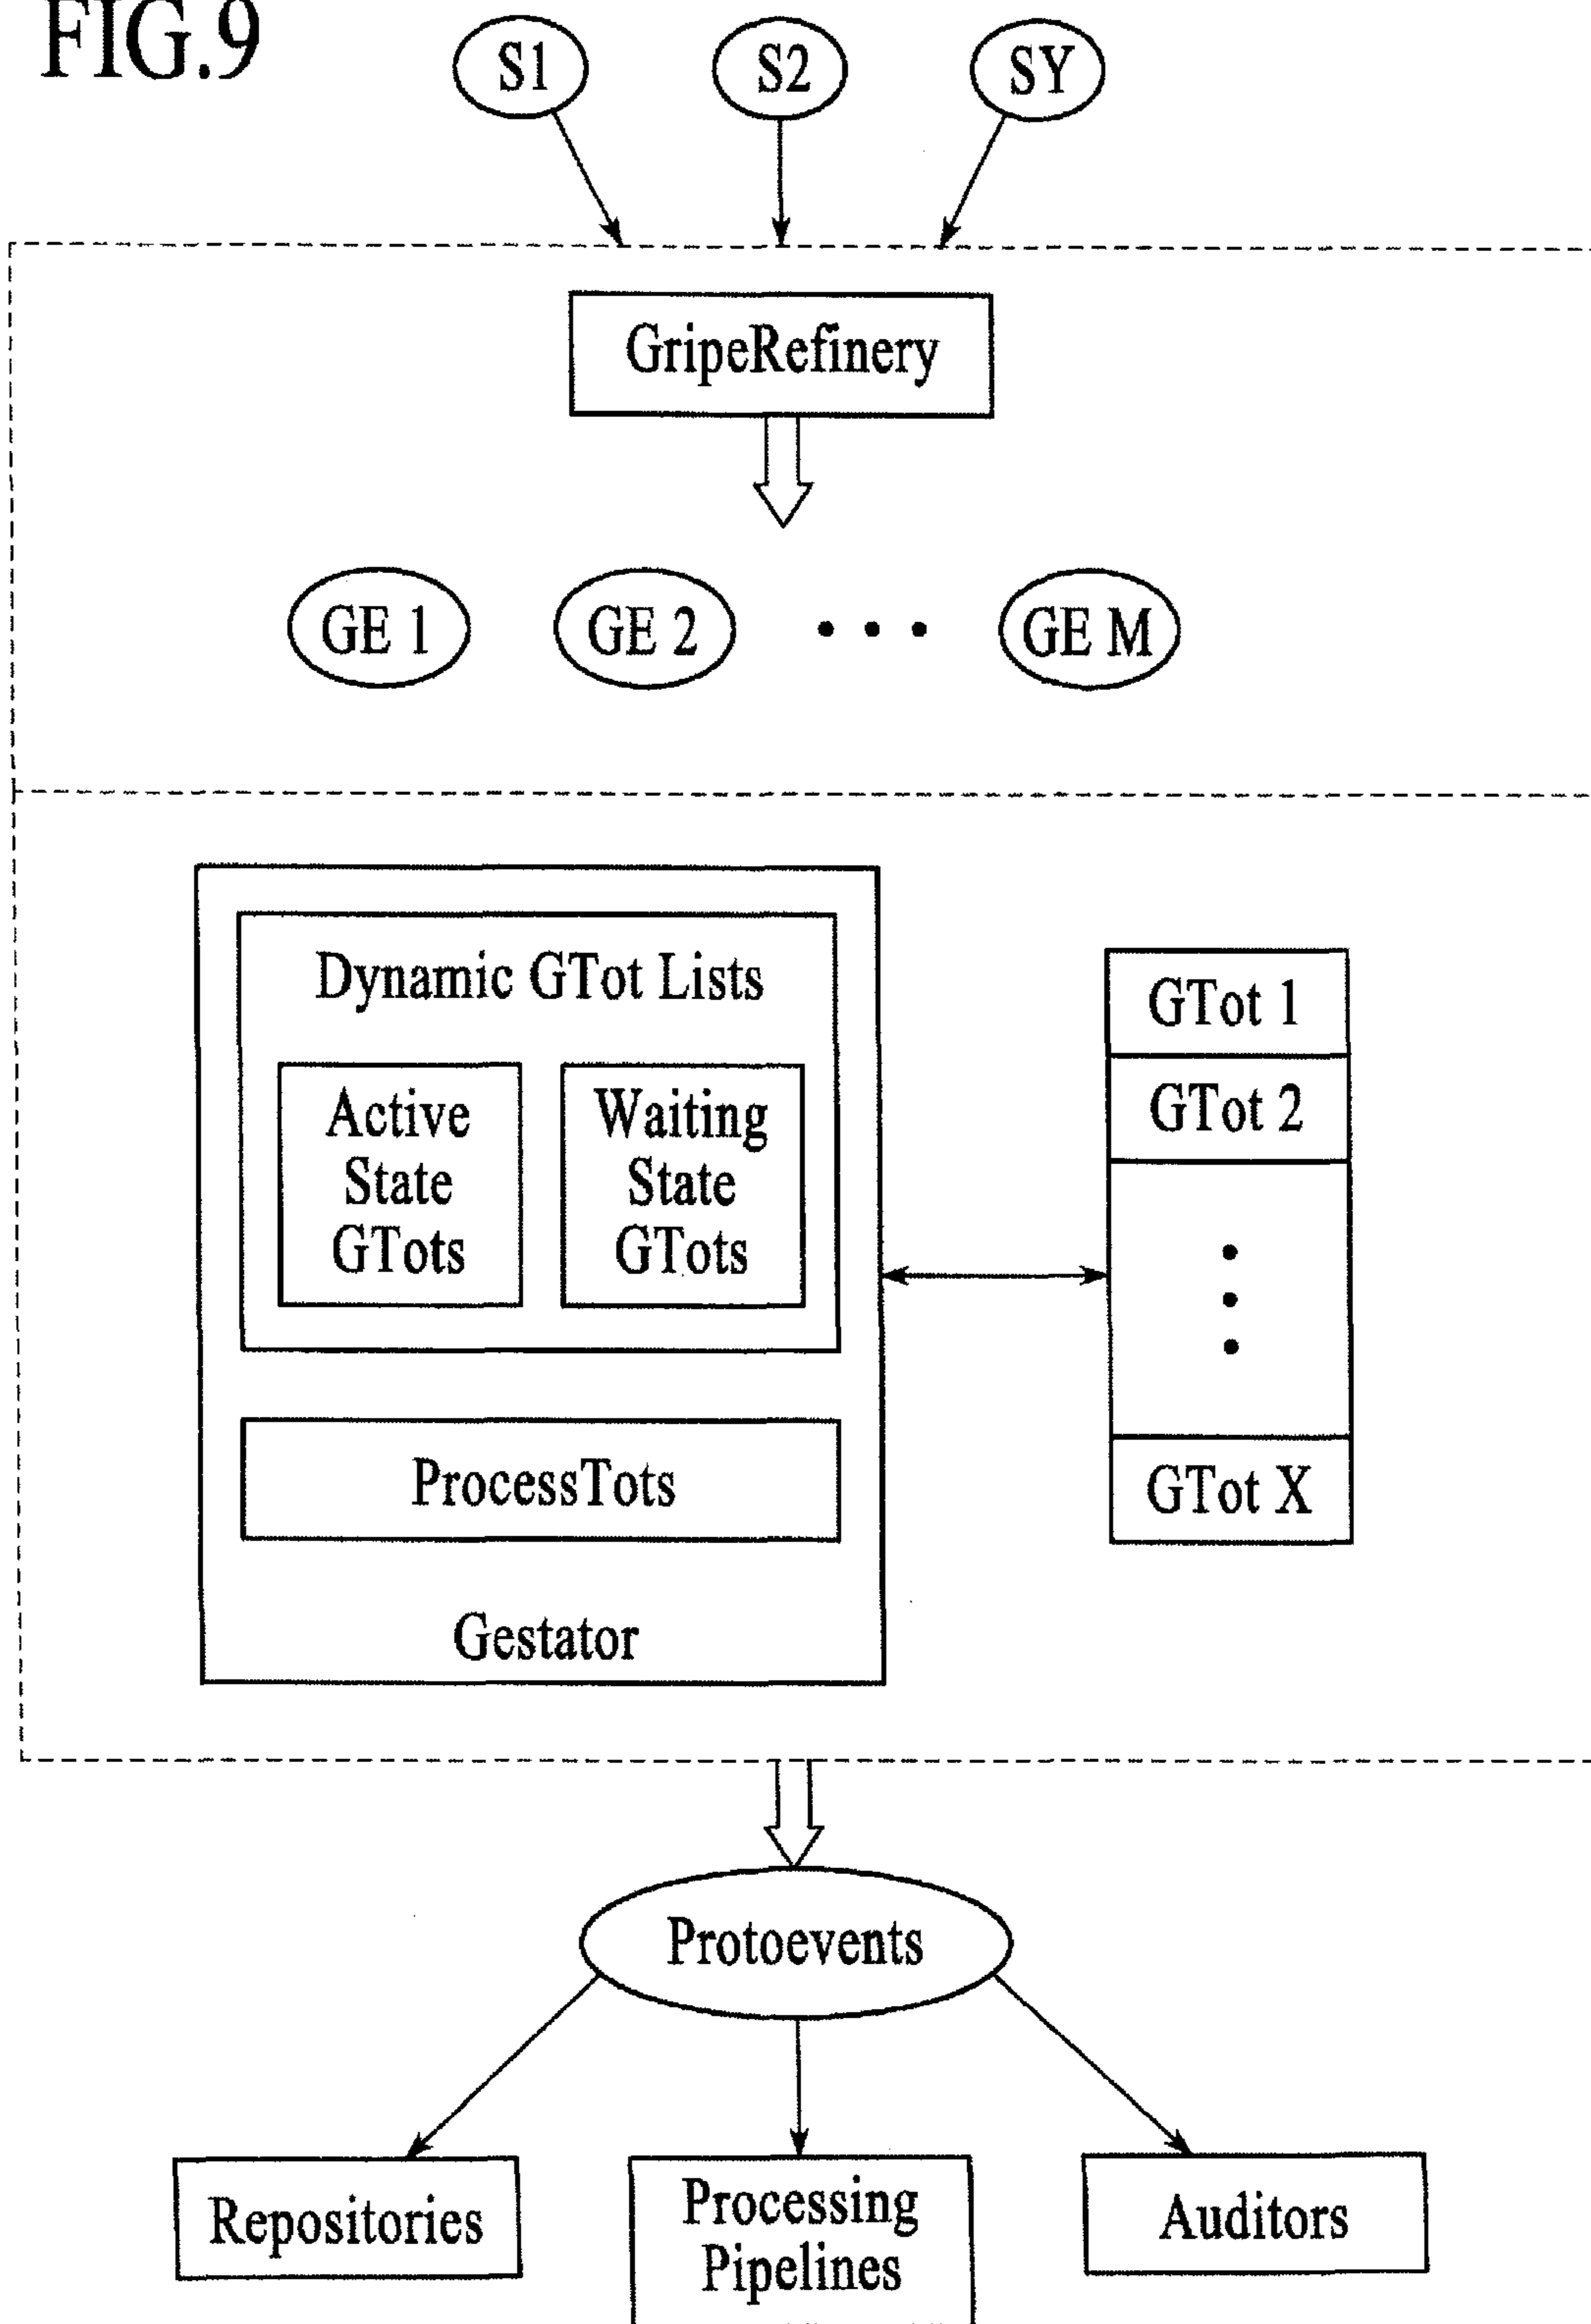 FIG.9
S1
S2
SY
GripeRefinery
GE 1
GE 2
• • •
GE M
Dynamic GTot Lists
Active
State
GTots
Waiting
State
GTots
ProcessTots
Gestator
GTot 1
GTot 2
GTot X
Protoevents
Repositories
Processing
Pipelines
Auditors